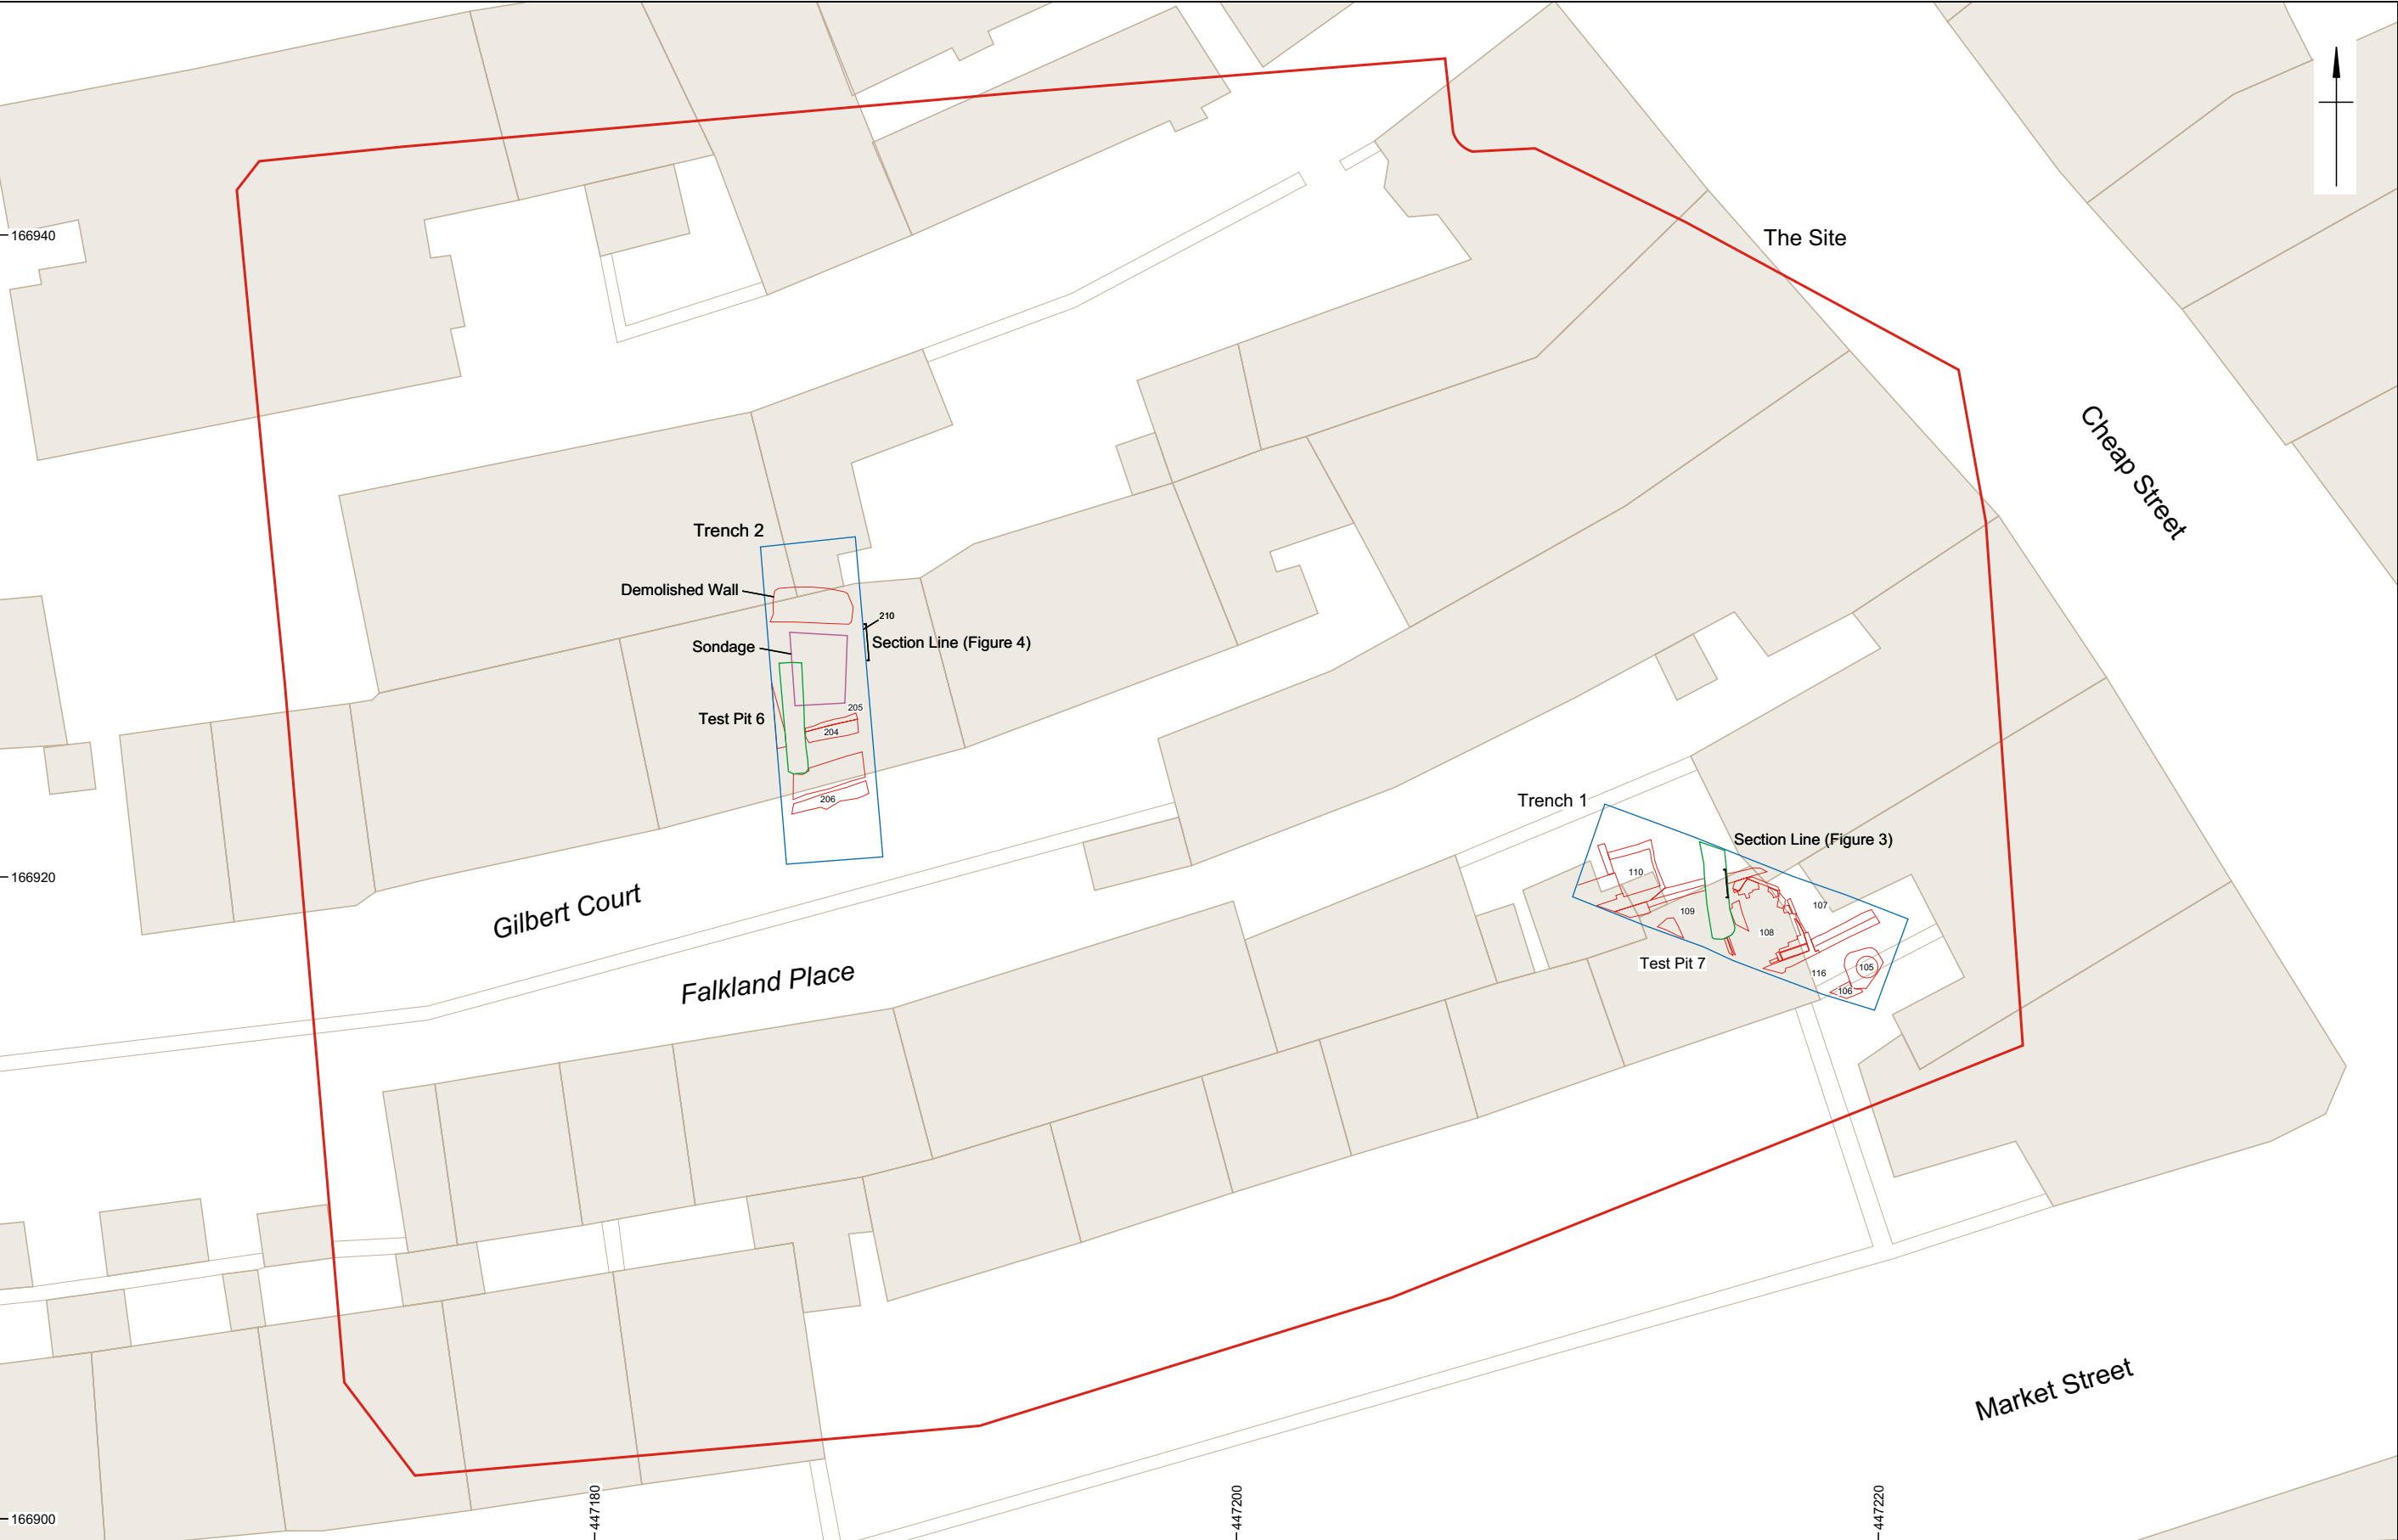 166940
The Site
Cheap Street
Trench 2
Demolished Wall
210
Sondage
Section Line (Figure 4)
205
Test Pit 6
204
206
Trench 1
Section Line (Figure 3)
110
166920
107
109
108
Gilbert Court
Test Pit 7
105
116
106
Falkland Place
Market Street
447180
447200
447220
166900